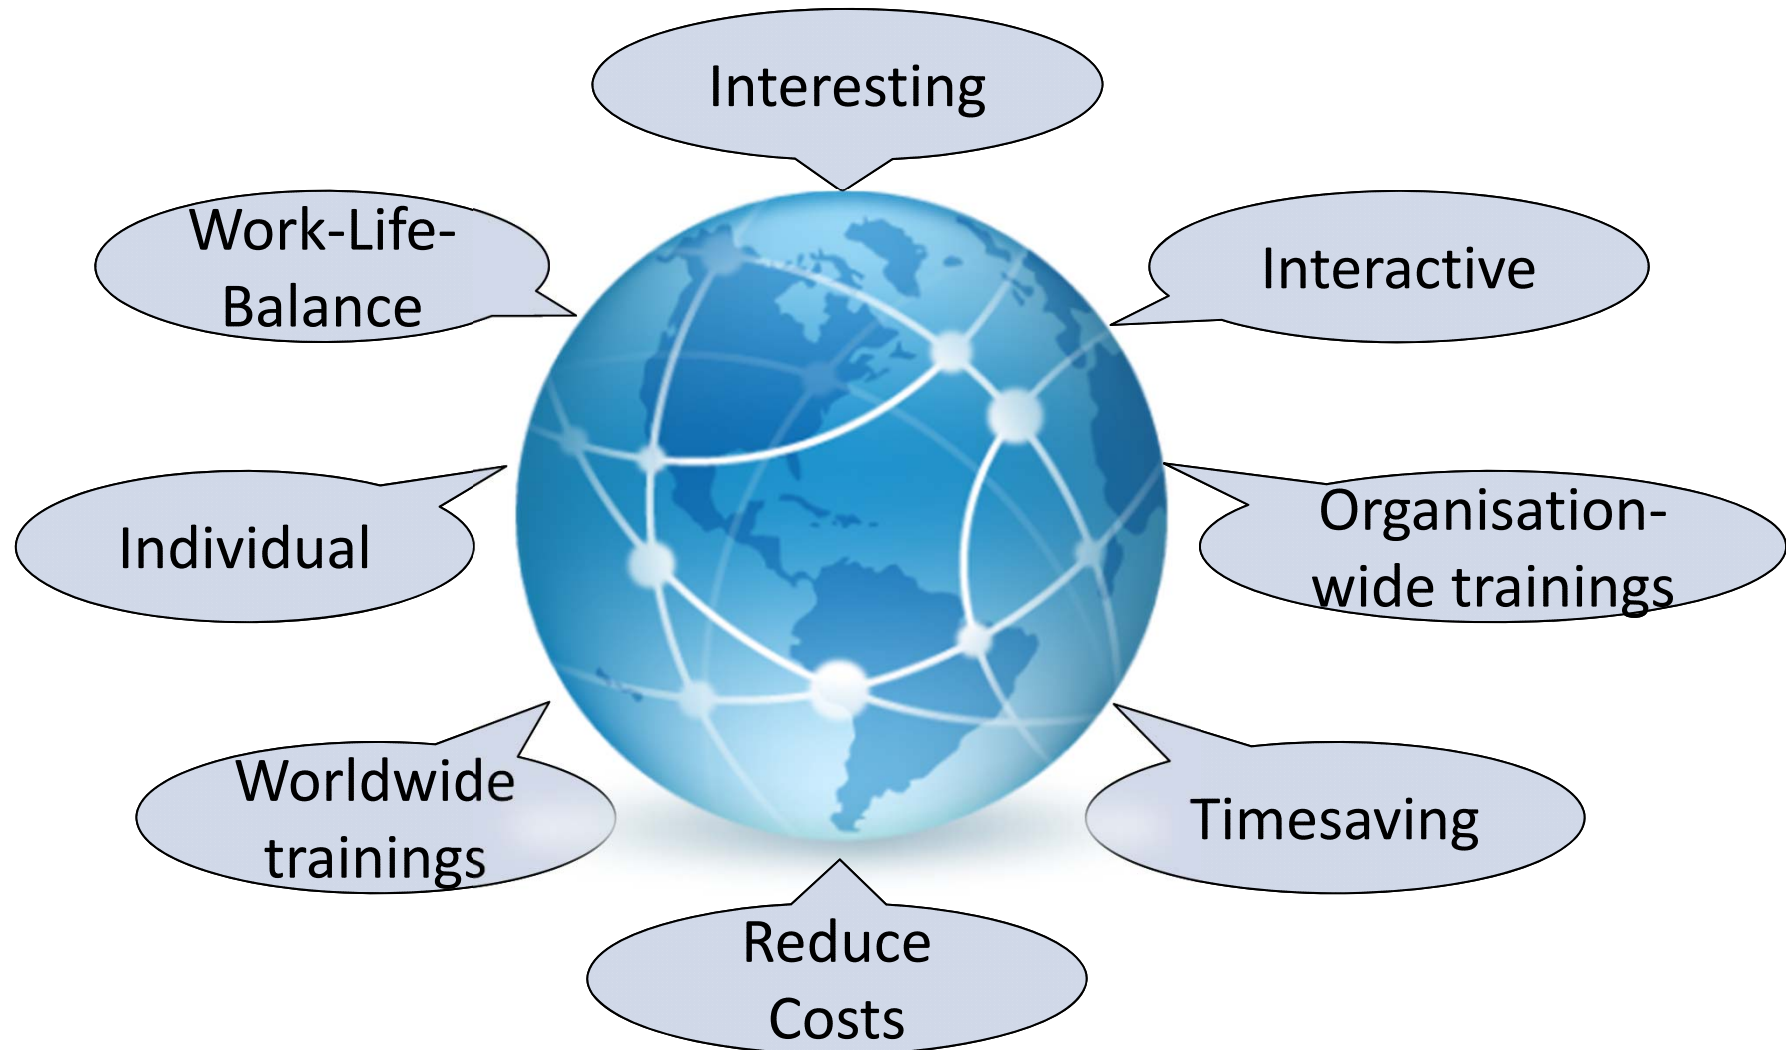 Interesting
Work-Life-
Balance
Interactive
Individual
Organisation-
wide trainings
Worldwide
trainings
Timesaving
Reduce
Costs